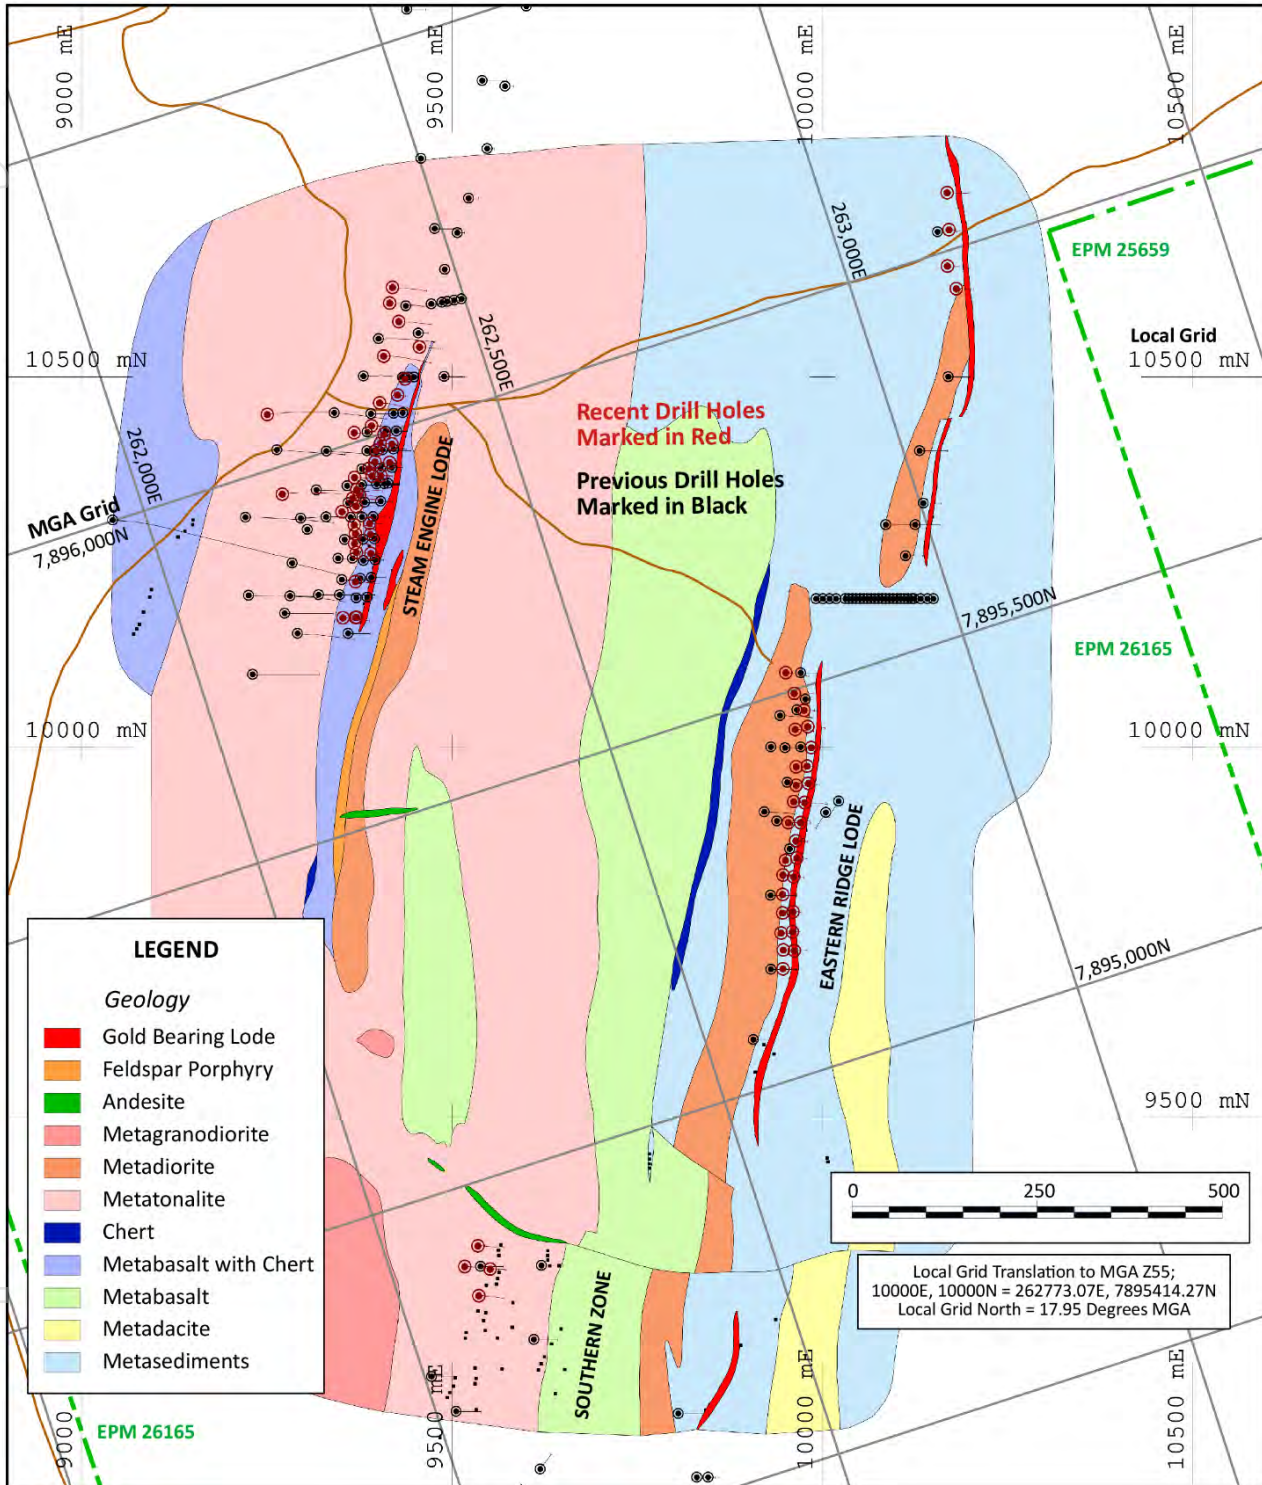 9000 mE
9500 mE
10000 mE
10500 mE
EPM 25659
263,000E
Local Grid
10500 mN
10500 mN
262,500E
Recent Drill Holes
Marked in Red
Previous Drill Holes
Marked in Black
262,000E
MGA Grid
7,896,000N
STEAM ENGINE LODE
7,895,500N
EPM 26165
10000 mN
10000 mN
EASTERN RIDGE LODE
7,895,000N
LEGEND
Geology
Gold Bearing Lode
Feldspar Porphyry
Andesite
Metagranodiorite
Metadiorite
Metatonalite
Chert
Metabasalt with Chert
Metabasalt
Metadacite
Metasediments
9500 mN
0 250 500
Local Grid Translation to MGA Z55;
10000E, 10000N = 262773.07E, 7895414.27N
Local Grid North = 17.95 Degrees MGA
SOUTHERN ZONE
EPM 26165
9000
9500 mE
10000 mE
10500 mE